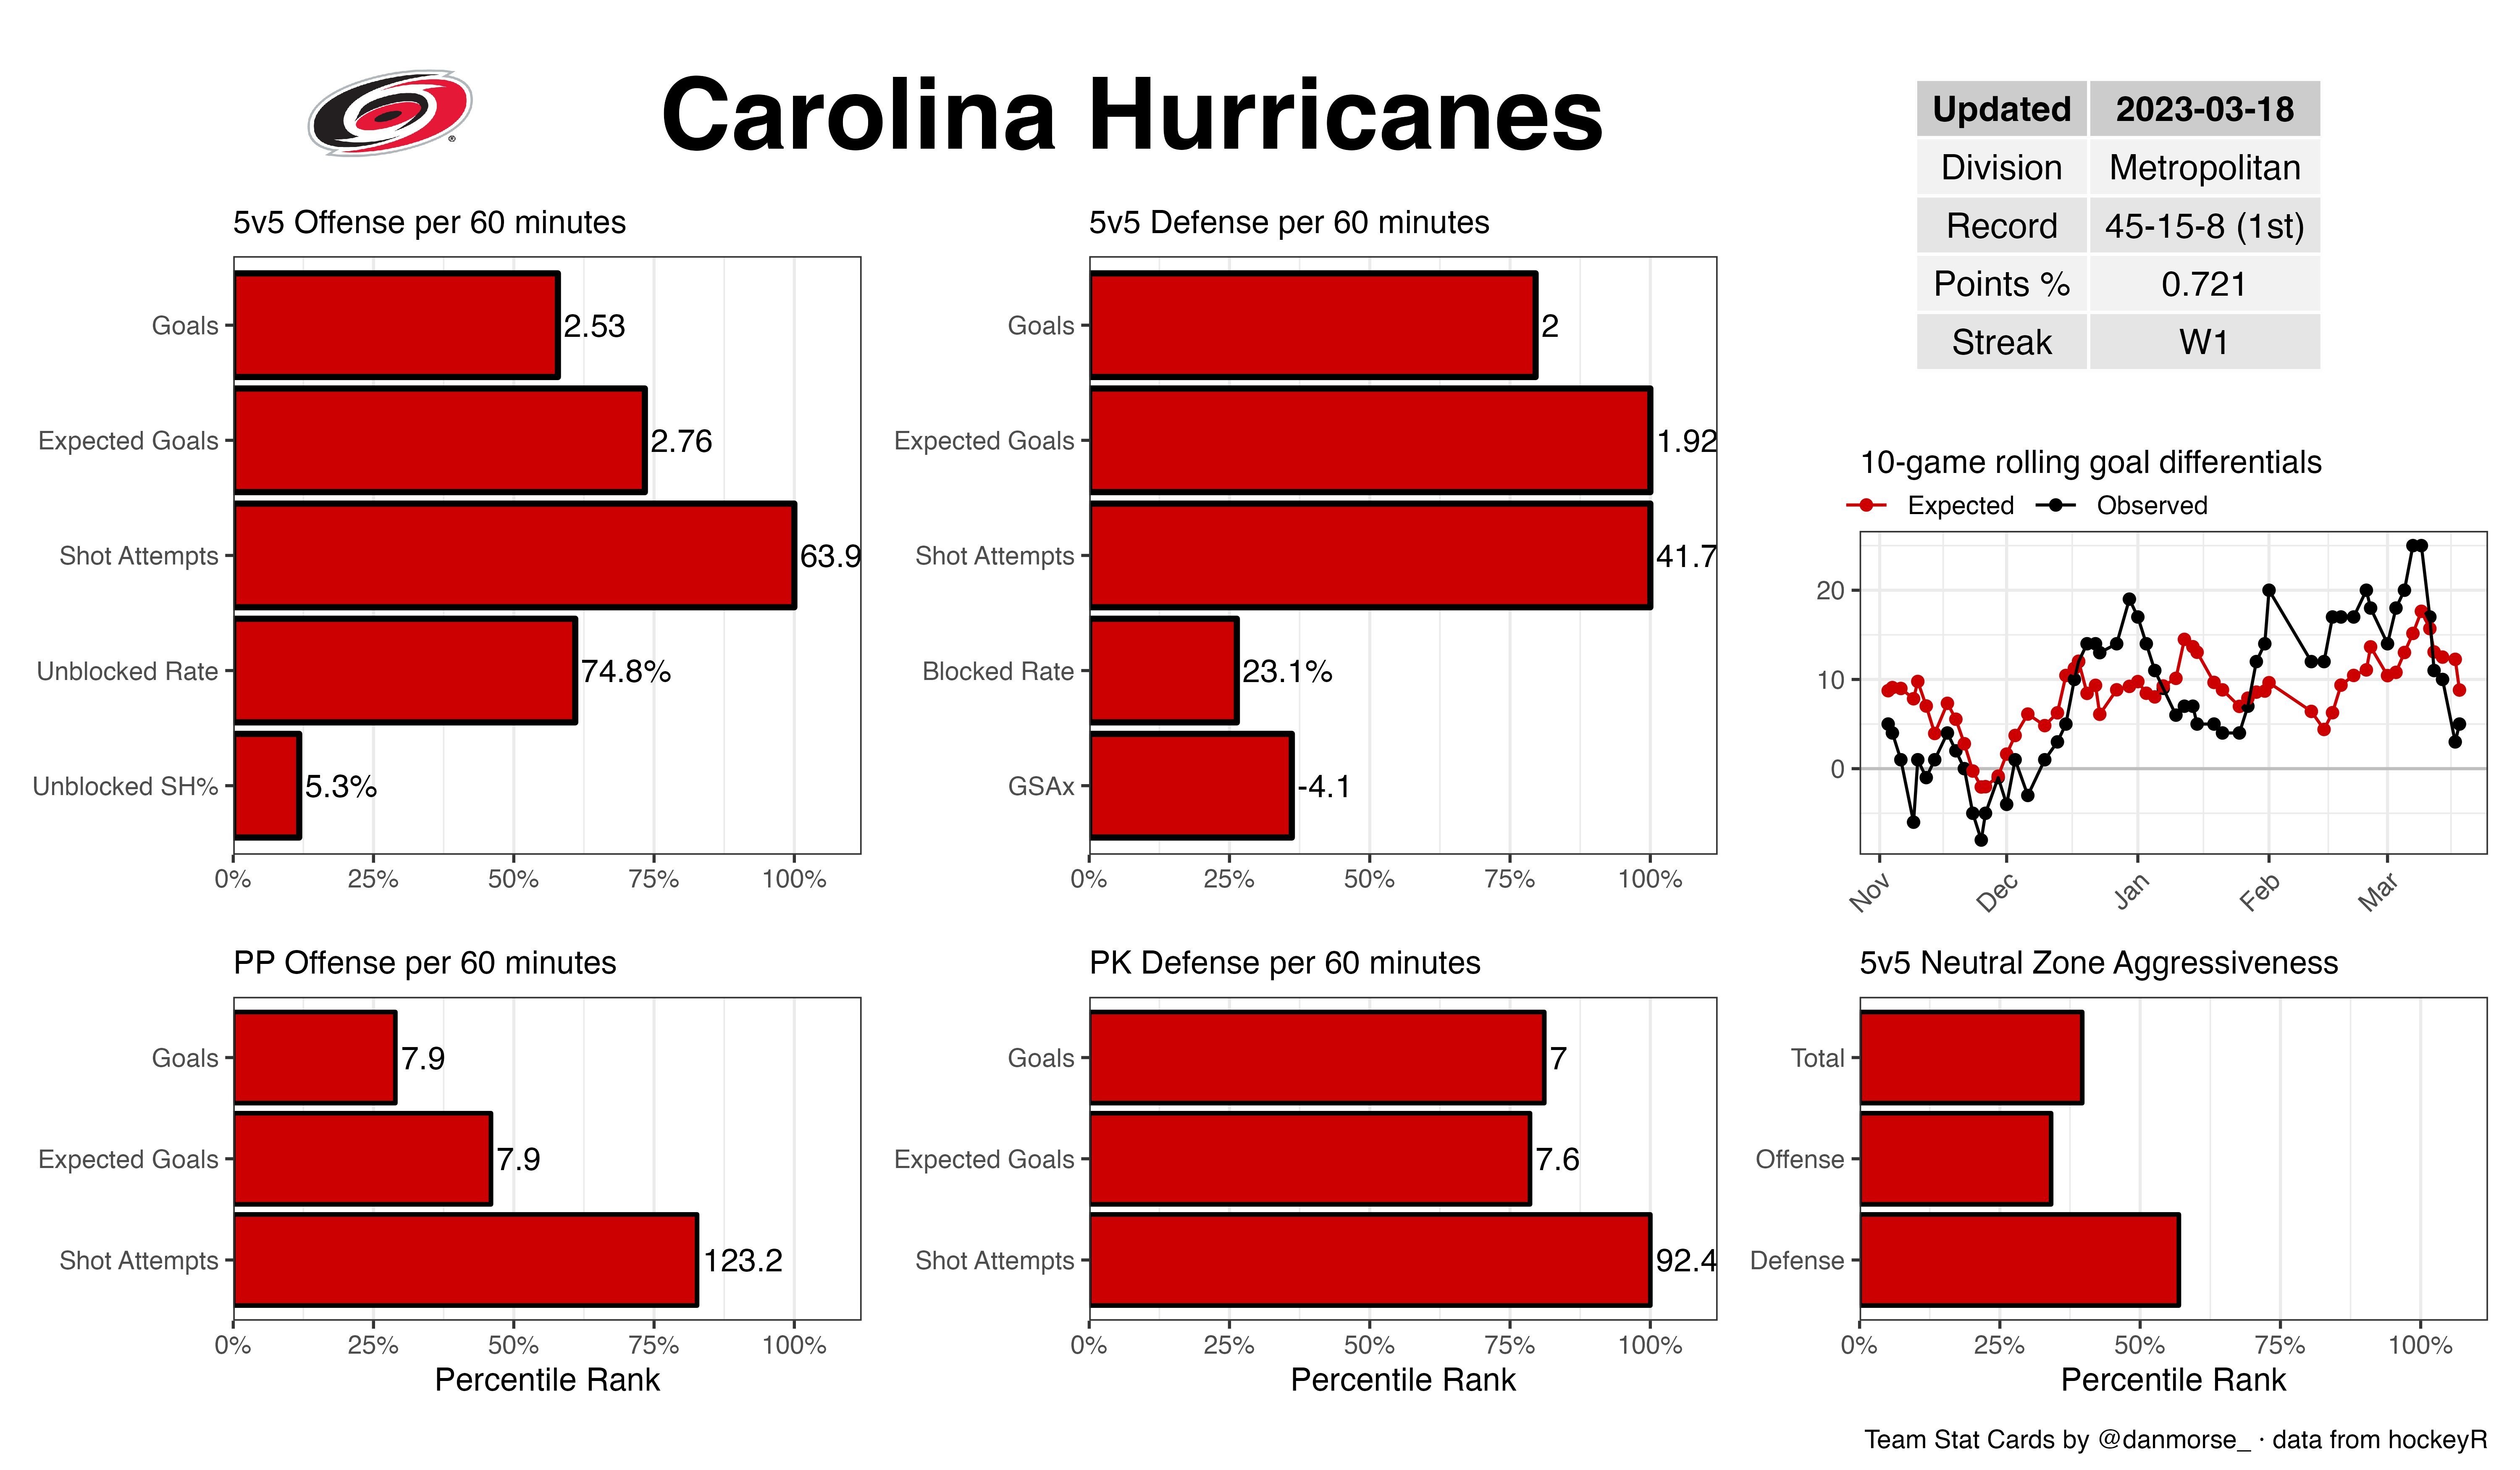 Carolina Hurricanes
Updated 2023-03-18
Division Metropolitan
Record 45-15-8 (1st)
Points % 0.721
Streak W1
5v5 Offense per 60 minutes
Goals 2.53
Expected Goals 2.76
Shot Attempts 63.9
Unblocked Rate 74.8%
Unblocked SH% 5.3%
0% 25% 50% 75% 100%
5v5 Defense per 60 minutes
Goals 2
Expected Goals 1.92
Shot Attempts 41.7
Blocked Rate 23.1%
GSAx -4.1
0% 25% 50% 75% 100%
10-game rolling goal differentials
Expected Observed
20
10
0
Nov Dec Jan Feb Mar
PP Offense per 60 minutes
Goals 7.9
Expected Goals 7.9
Shot Attempts 123.2
0% 25% 50% 75% 100%
Percentile Rank
PK Defense per 60 minutes
Goals 7
Expected Goals 7.6
Shot Attempts 92.4
0% 25% 50% 75% 100%
Percentile Rank
5v5 Neutral Zone Aggressiveness
Total
Offense
Defense
0% 25% 50% 75% 100%
Percentile Rank
Team Stat Cards by @danmorse_ · data from hockeyR